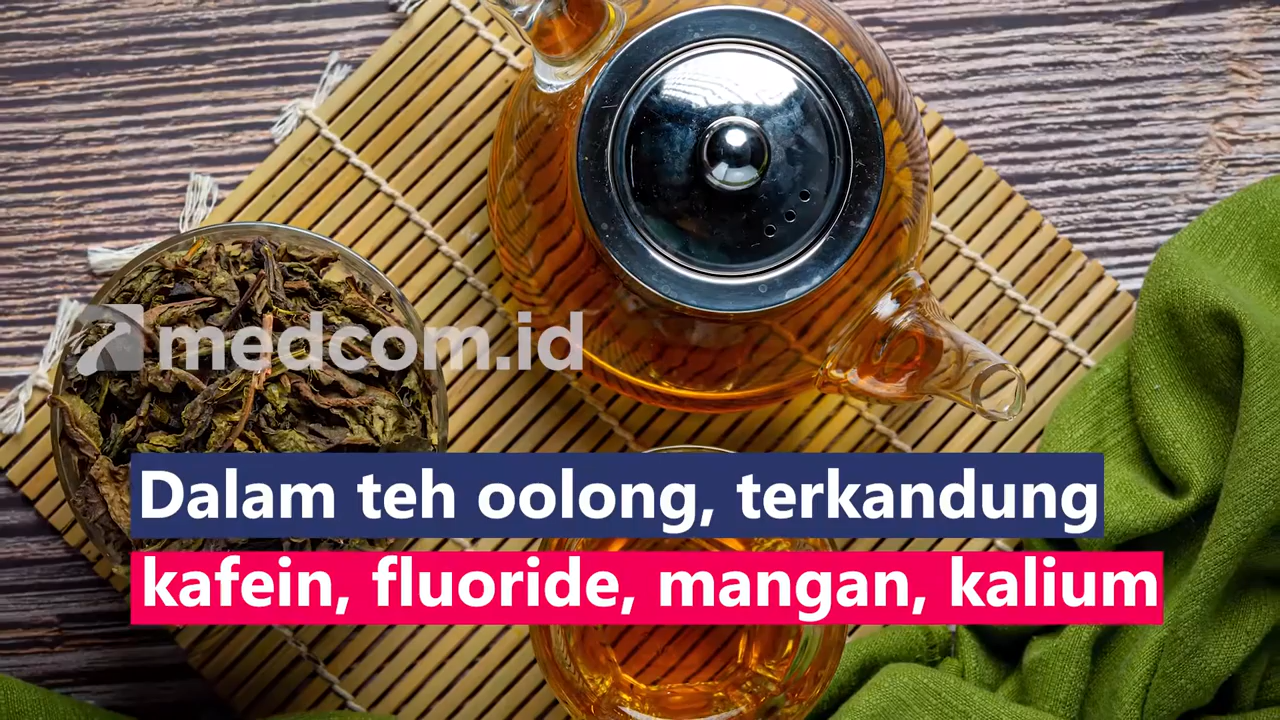 medcom.id
Dalam teh oolong, terkandung
kafein, fluoride, mangan, kalium